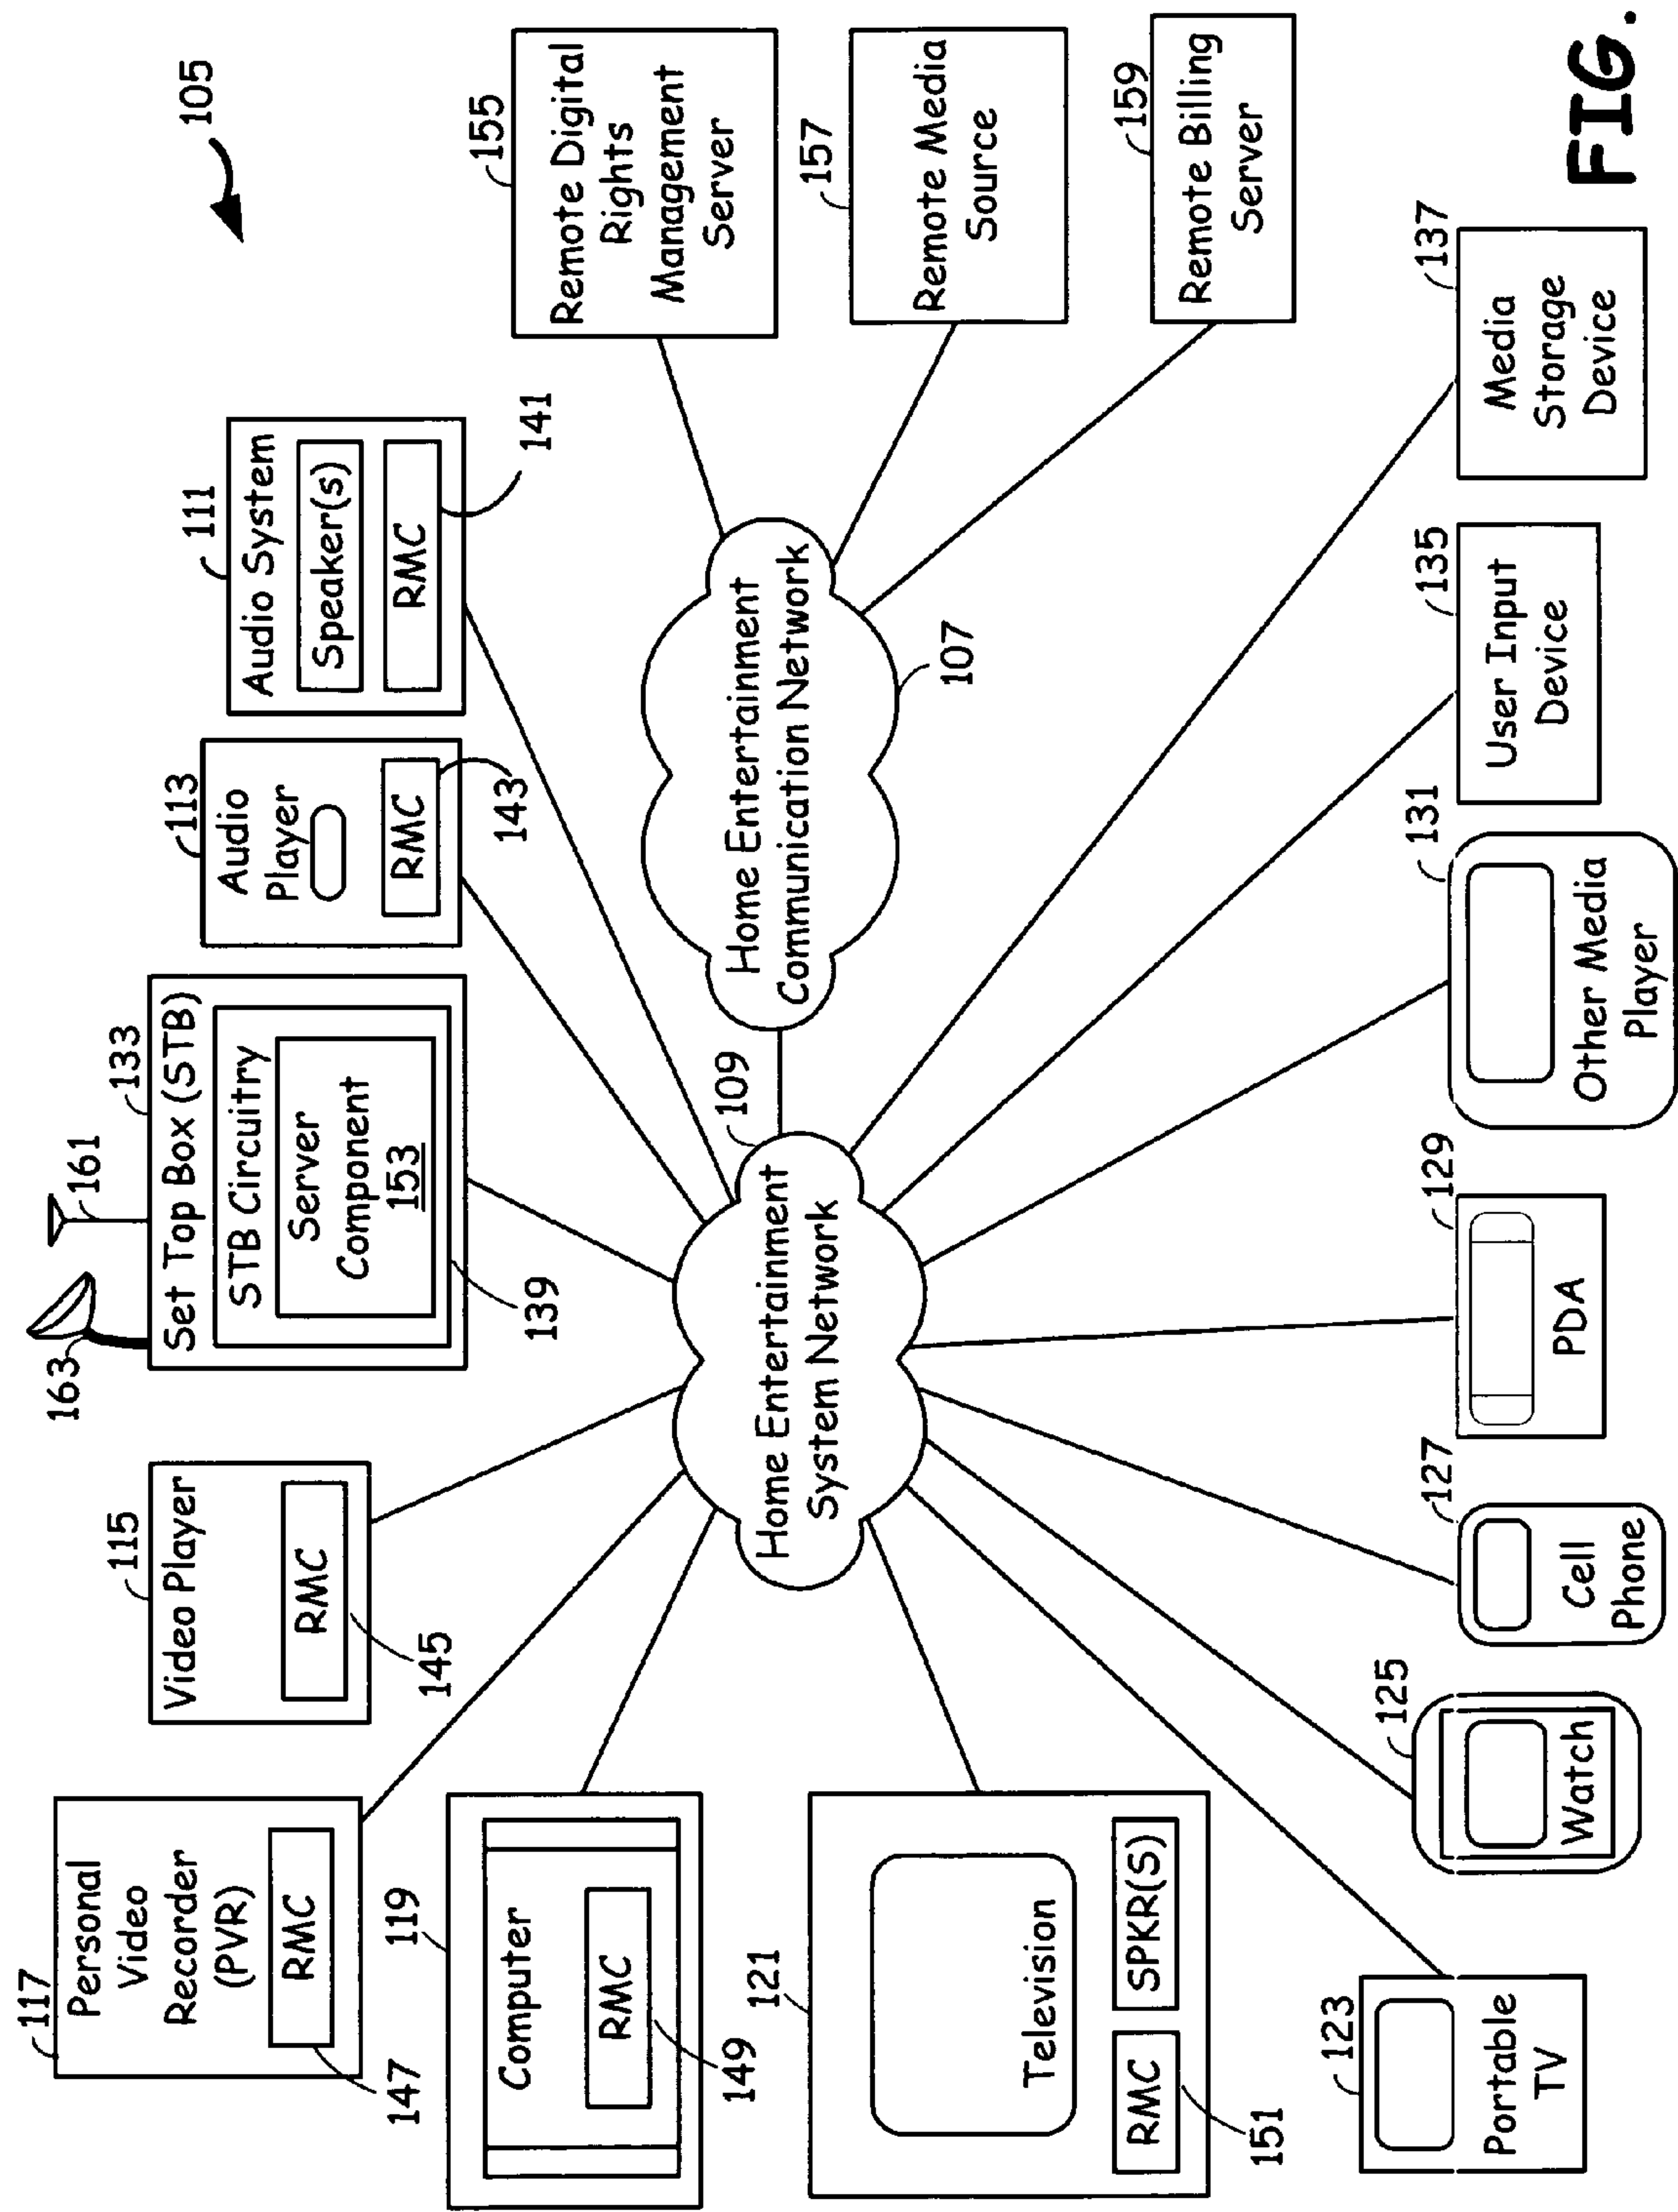 105
117
Personal
Video
Recorder
(PVR)
RMC
147
115
Video Player
RMC
145
163
161
133
Set Top Box (STB)
STB Circuitry
Server
Component
153
139
113
Audio
Player
RMC
143
111
Audio System
Speaker(s)
RMC
141
155
Remote Digital
Rights
Management
Server
157
Remote Media
Source
159
Remote Billing
Server
119
Computer
RMC
149
109
Home Entertainment
System Network
Home Entertainment
Communication Network
107
121
Television
RMC
SPKR(S)
151
123
Portable
TV
125
Watch
127
Cell
Phone
129
PDA
131
Other Media
Player
135
User Input
Device
137
Media
Storage
Device
FIG.